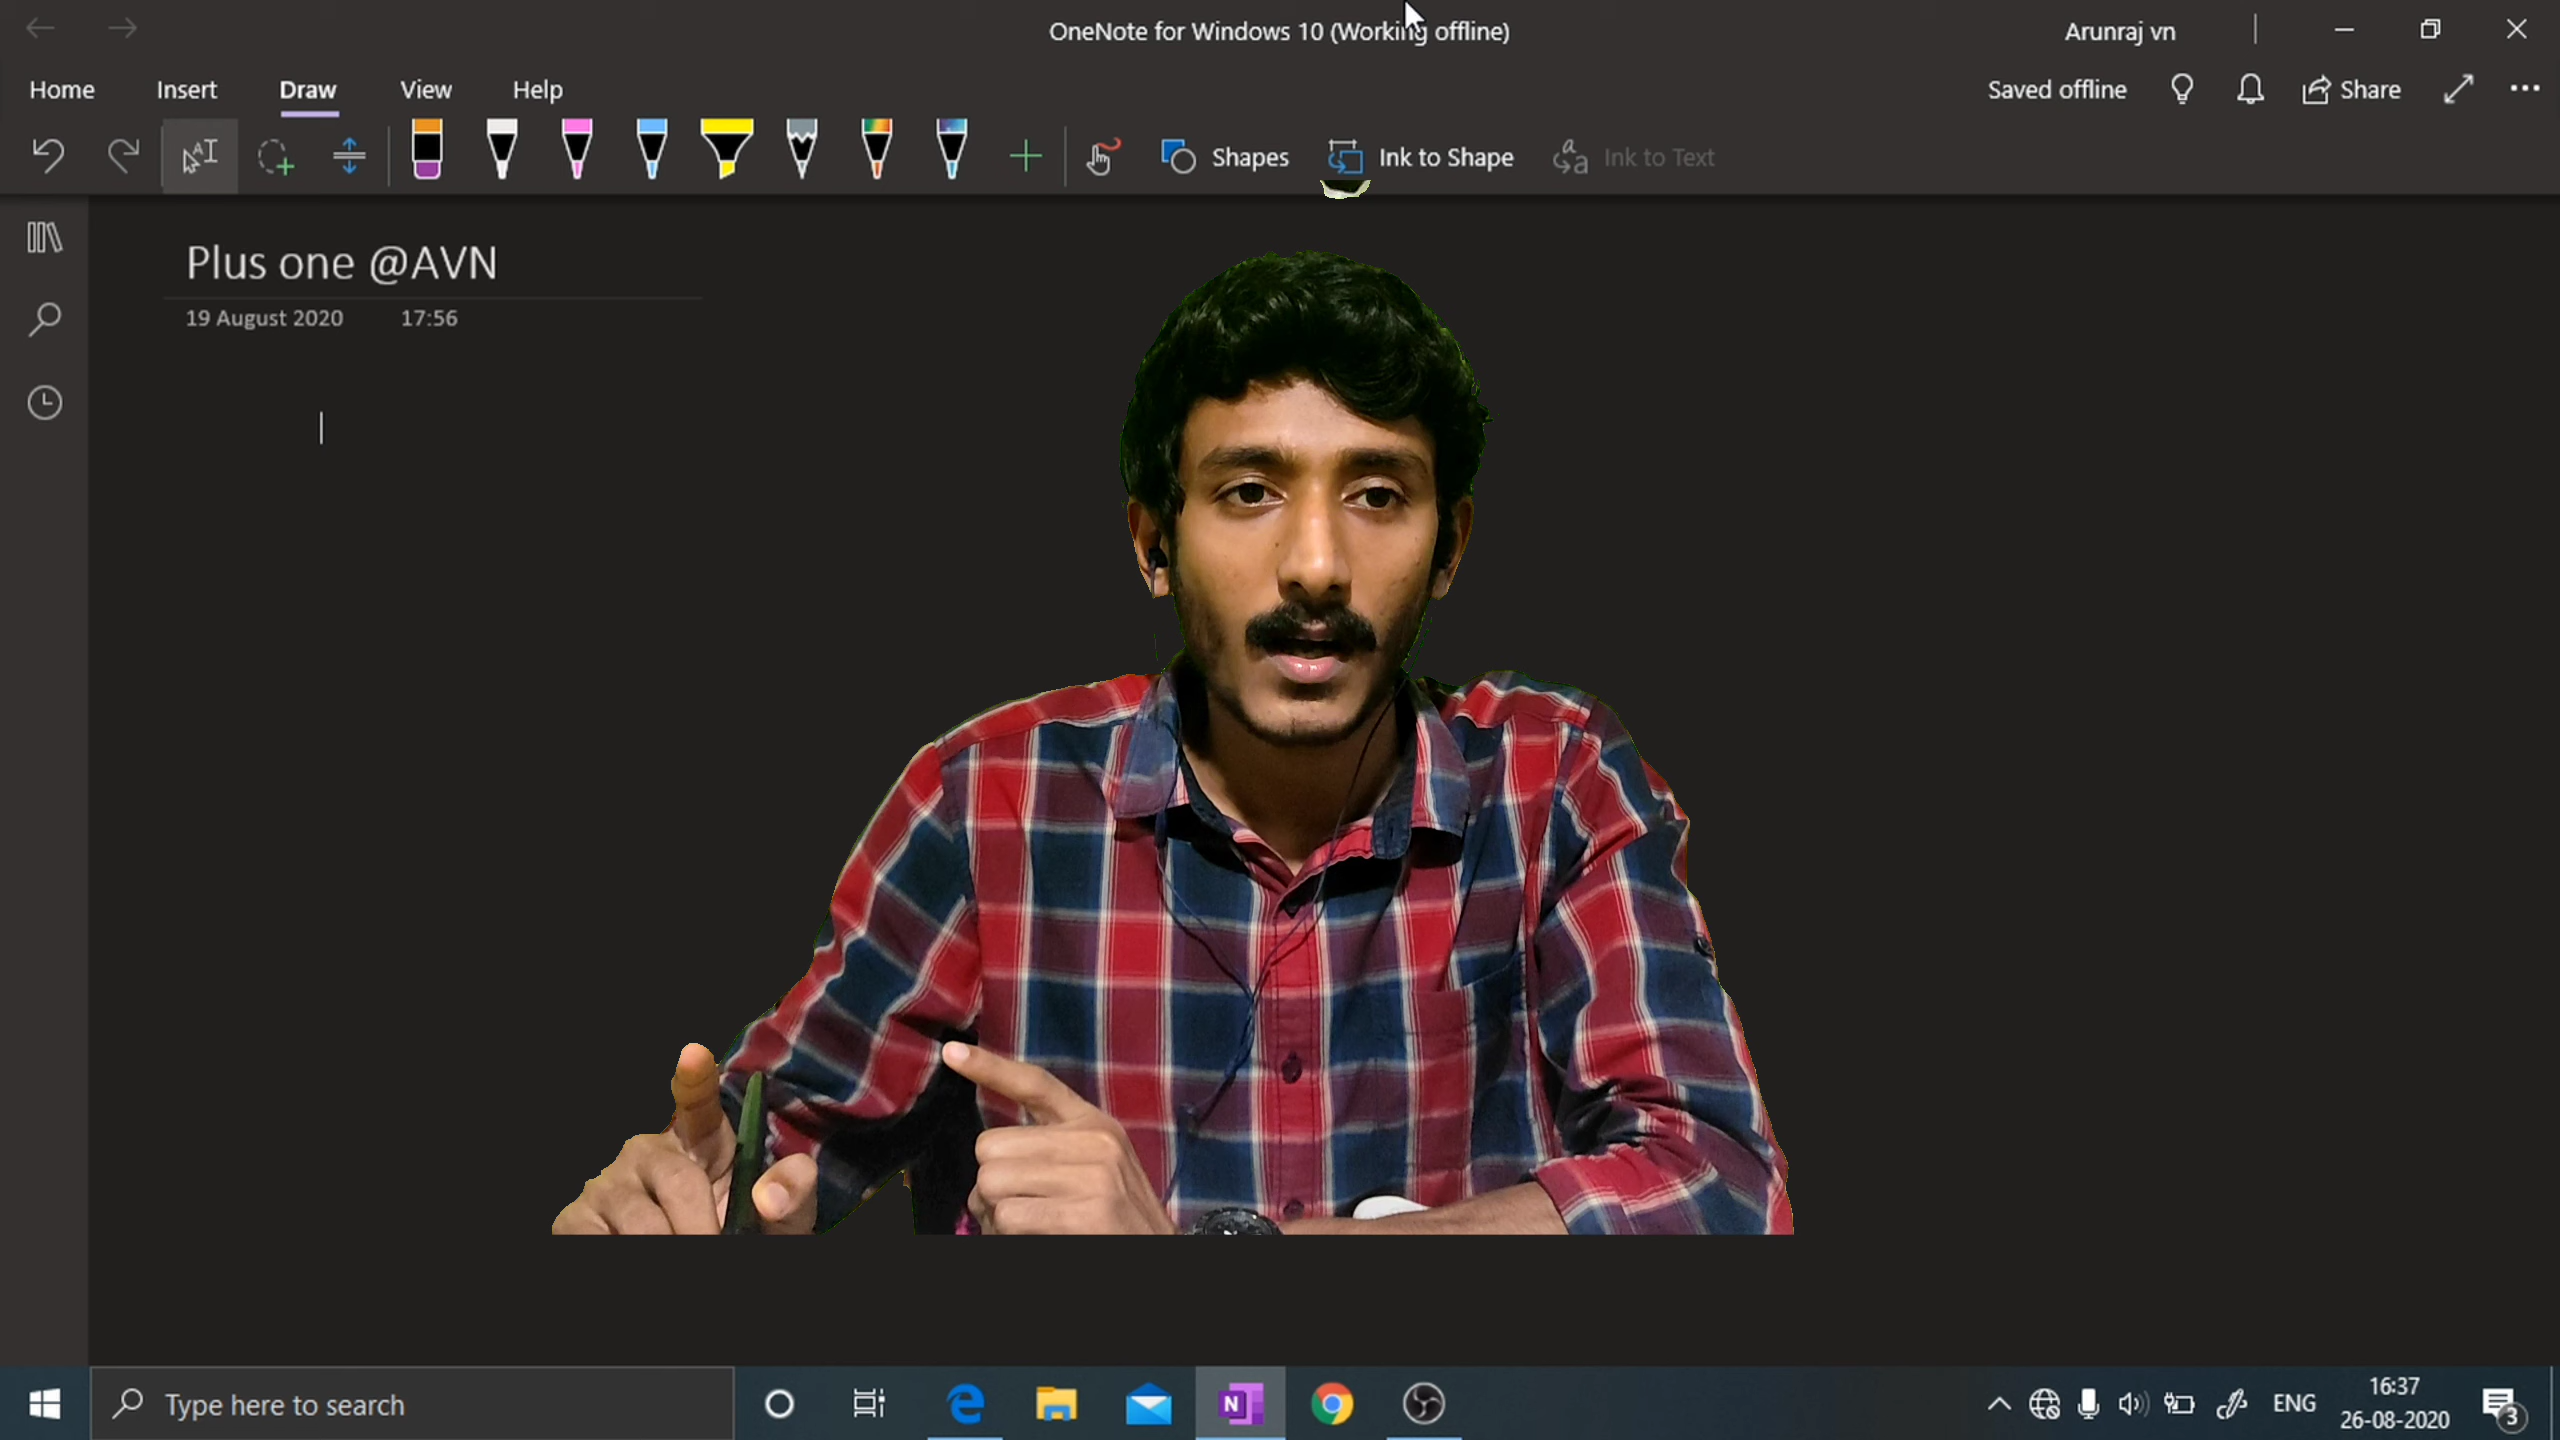 OneNote for Windows 10 (Working offline)
Arunraj vn
Home Insert Draw View Help
Saved offline
Share
Shapes
Ink to Shape
Ink to Text
Plus one @AVN
19 August 2020 17:56
Type here to search
ENG
16:37
26-08-2020
3